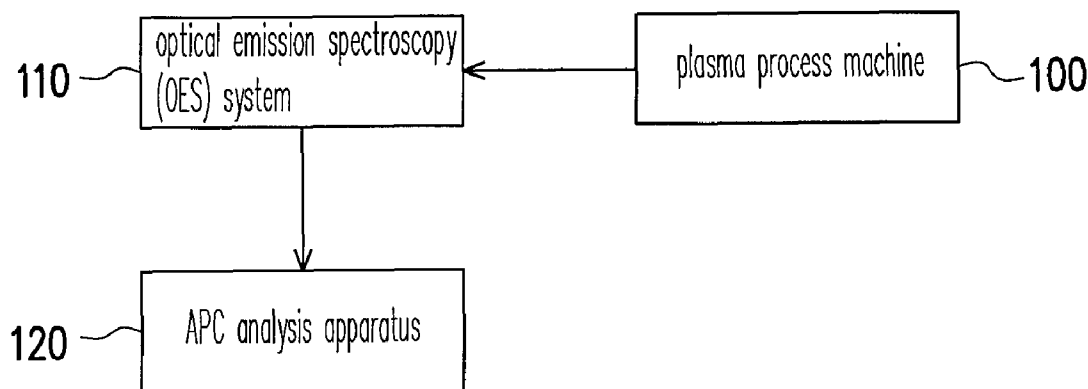 optical emission spectroscopy
(OES) system
110
plasma process machine
100
APC analysis apparatus
120